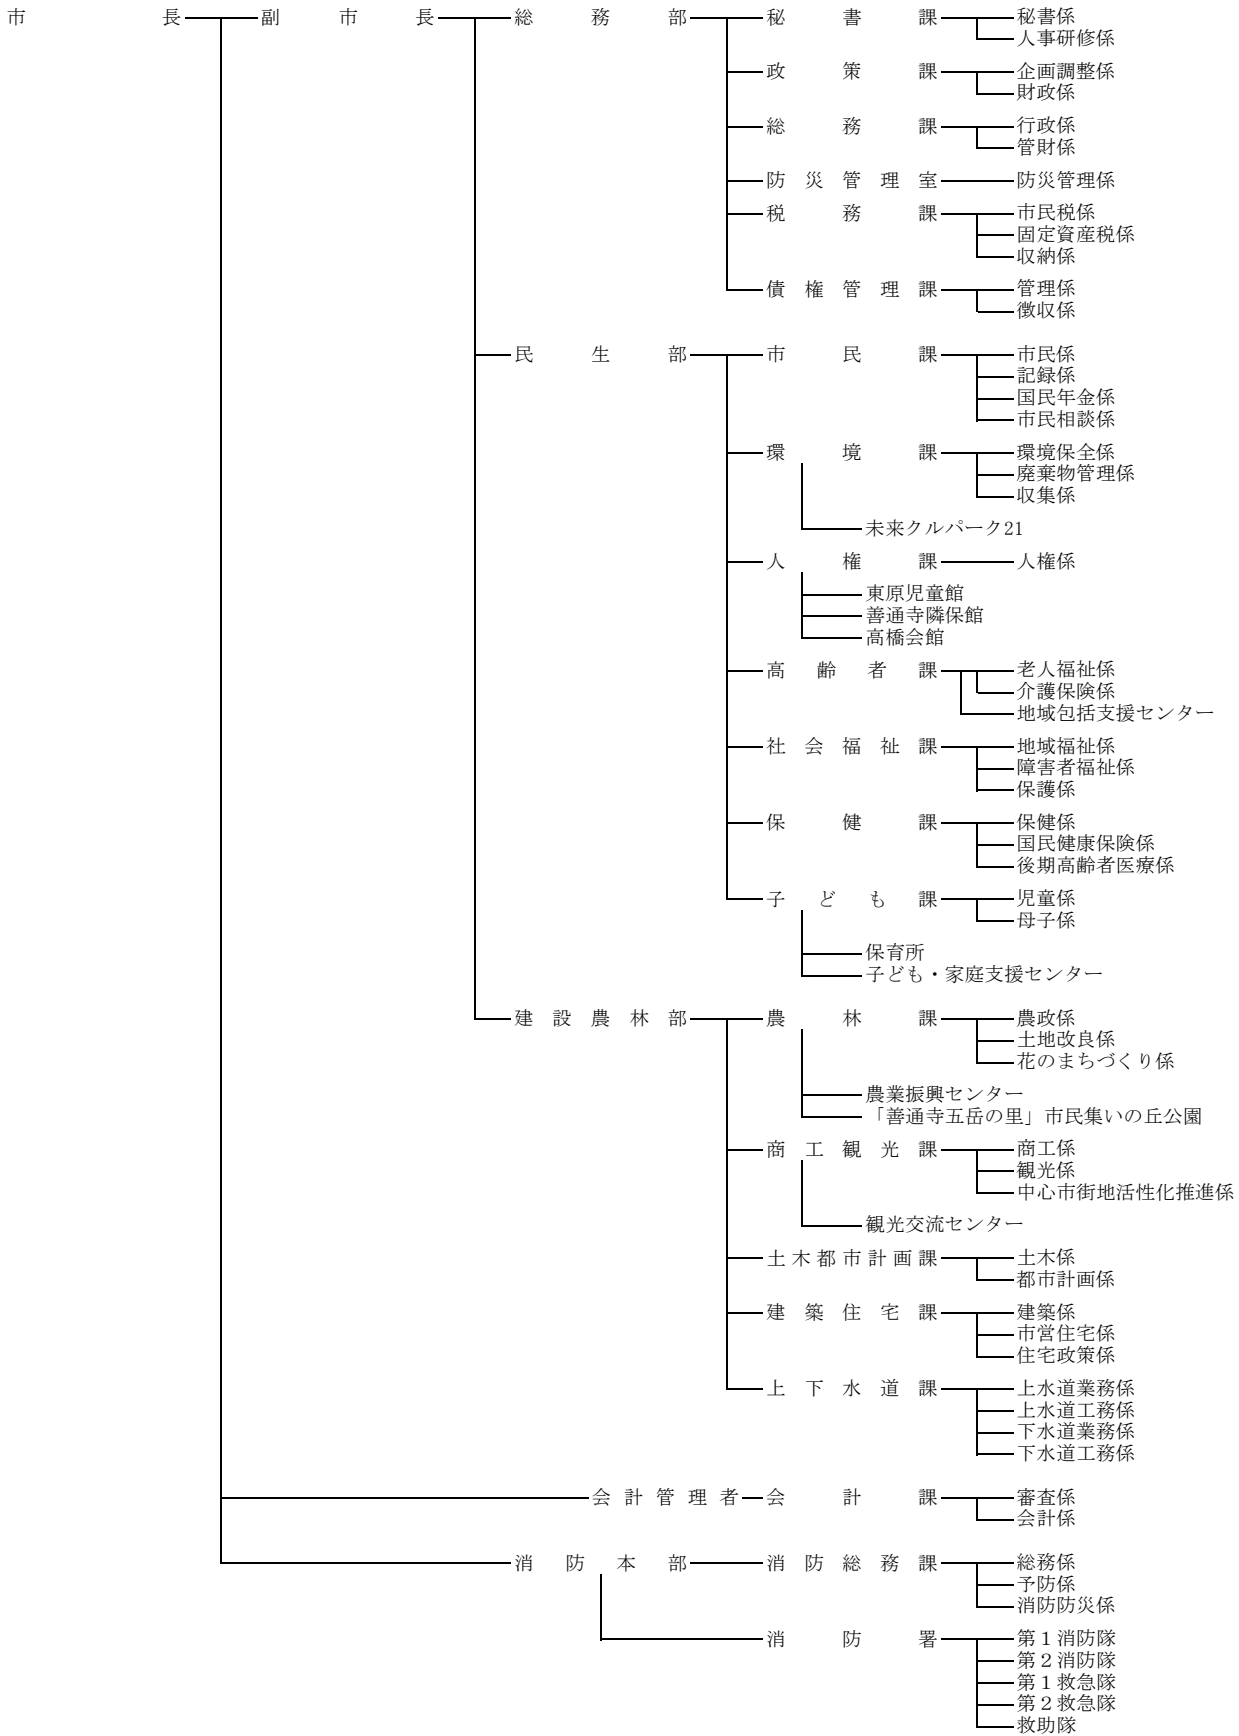 市長 副市長 総務部 秘書課 秘書係
人事研修係
政策課 企画調整係
財政係
総務課 行政係
管財係
防災管理室 防災管理係
税務課 市民税係
固定資産税係
収納係
債権管理課 管理係
徴収係
民生部 市民課 市民係
記録係
国民年金係
市民相談係
環境課 環境保全係
廃棄物管理係
収集係
未来クルパーク21
人権課 人権係
東原児童館
善通寺隣保館
高橋会館
高齢者課 老人福祉係
介護保険係
地域包括支援センター
社会福祉課 地域福祉係
障害者福祉係
保護係
保健課 保健係
国民健康保険係
後期高齢者医療係
子ども課 児童係
母子係
保育所
子ども・家庭支援センター
建設農林部 農林課 農政係
土地改良係
花のまちづくり係
農業振興センター
「善通寺五岳の里」市民集いの丘公園
商工観光課 商工係
観光係
中心市街地活性化推進係
観光交流センター
土木都市計画課 土木係
都市計画係
建築住宅課 建築係
市営住宅係
住宅政策係
上下水道課 上水道業務係
上水道工務係
下水道業務係
下水道工務係
会計管理者 会計課 審査係
会計係
消防本部 消防総務課 総務係
予防係
消防防災係
消防署 第1消防隊
第2消防隊
第1救急隊
第2救急隊
救助隊